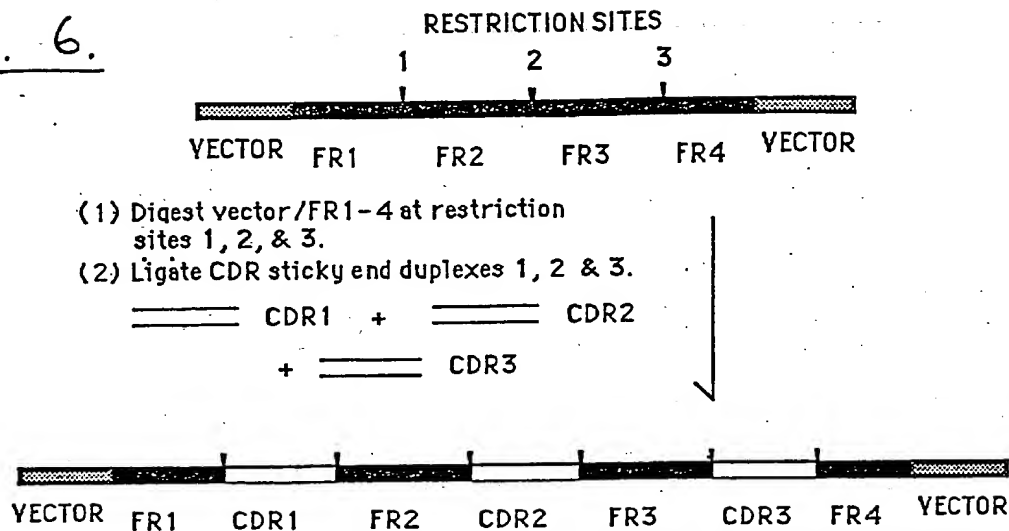 . 6.
RESTRICTION SITES
1 2 3
VECTOR FR1 FR2 FR3 FR4 VECTOR
(1) Digest vector/FR1-4 at restriction
sites 1, 2, & 3.
(2) Ligate CDR sticky end duplexes 1, 2 & 3.
CDR1 + CDR2
+ CDR3
VECTOR FR1 CDR1 FR2 CDR2 FR3 CDR3 FR4 VECTOR